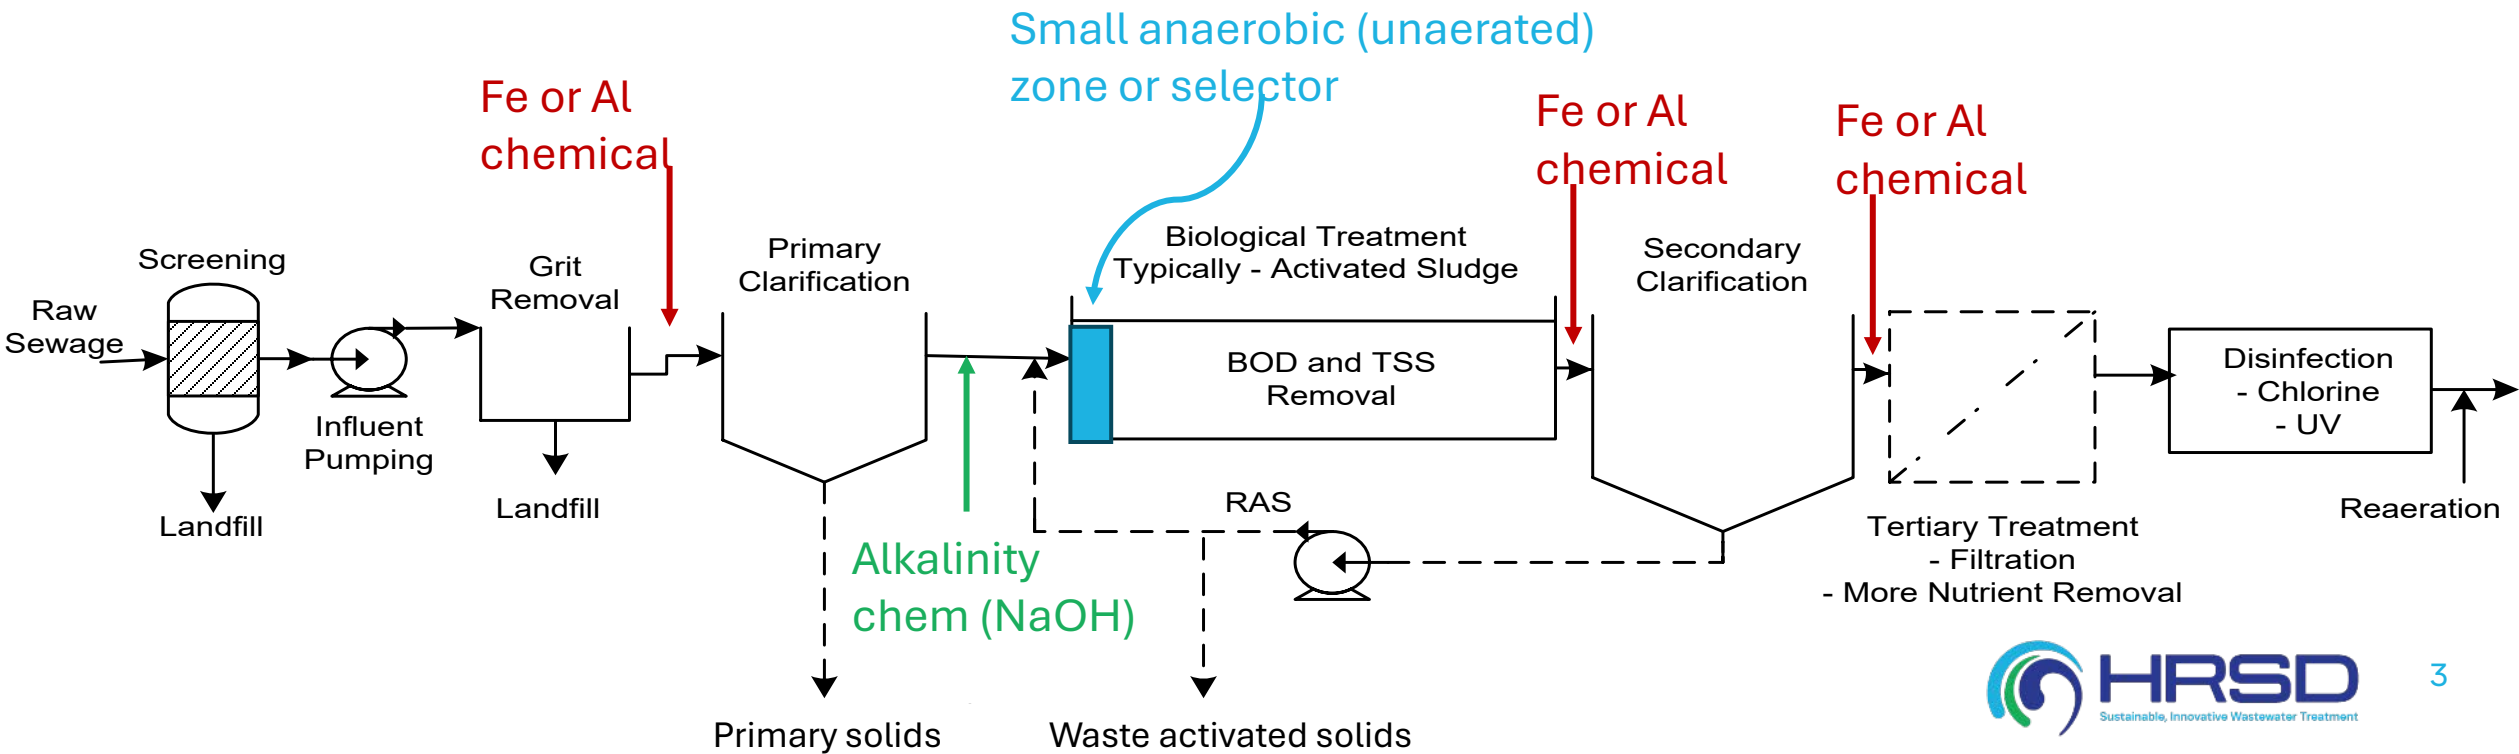 Small anaerobic (unaerated)
zone or selector
Fe or Al
chemical
Fe or Al
chemical
Fe or Al
chemical
Raw
Sewage
Screening
Landfill
Influent
Pumping
Grit
Removal
Landfill
Primary
Clarification
Primary solids
Alkalinity
chem (NaOH)
Biological Treatment
Typically - Activated Sludge
BOD and TSS
Removal
RAS
Waste activated solids
Secondary
Clarification
Tertiary Treatment
- Filtration
- More Nutrient Removal
Disinfection
- Chlorine
- UV
Reaeration
HRSD
Sustainable, Innovative Wastewater Treatment
3